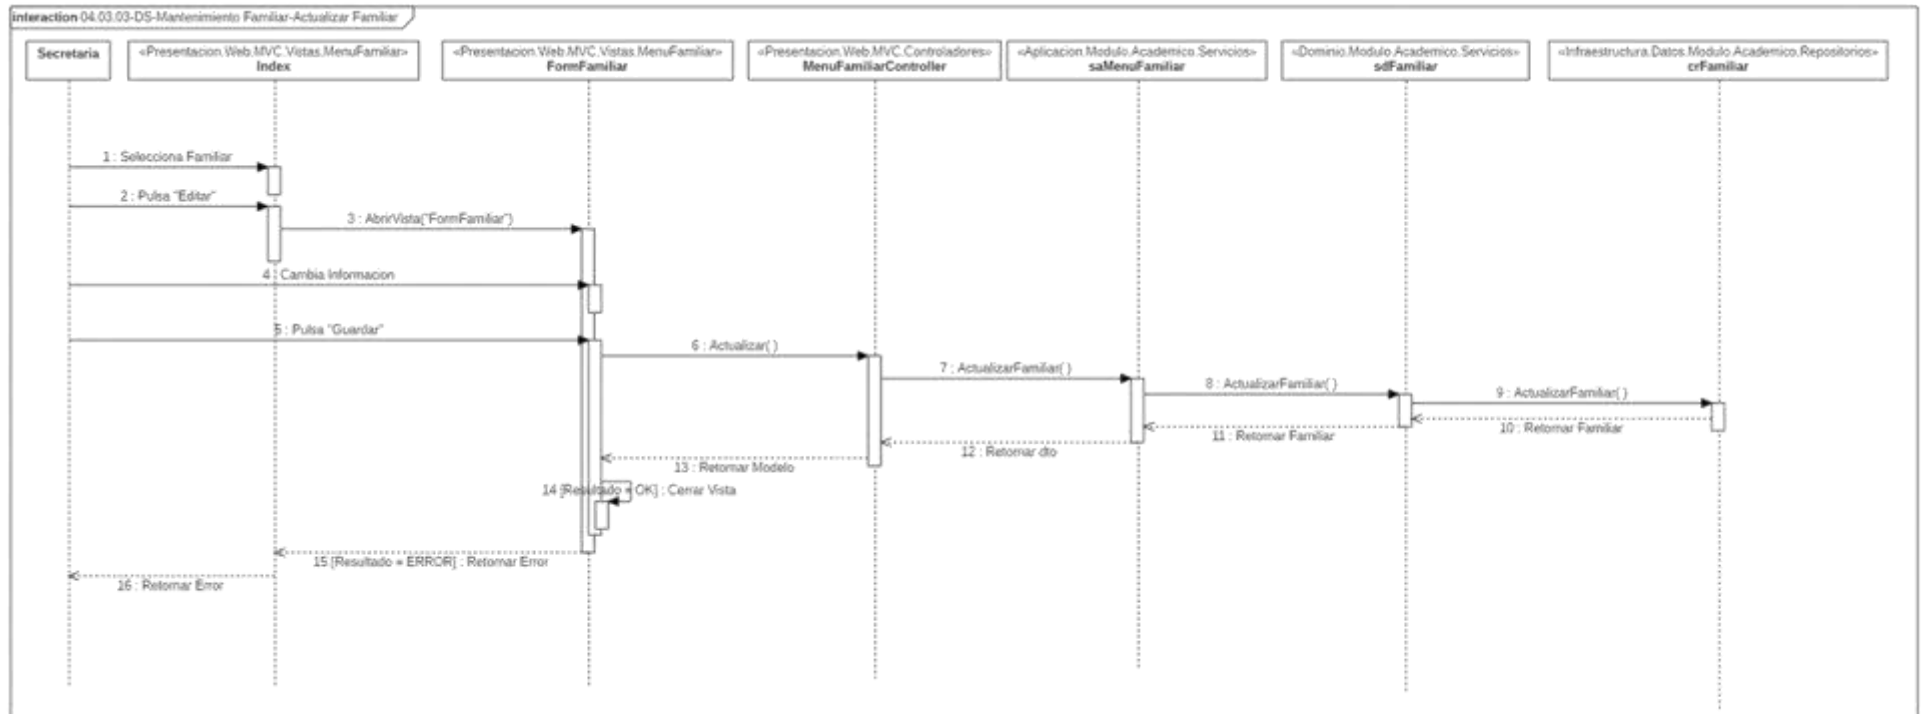 interaction 04.03.03-DS-Mantenimiento Familiar-Actualizar Familiar
Secretaria
«Presentacion.Web.MVC.Vistas.MenuFamiliar»
Index
«Presentacion.Web.MVC.Vistas.MenuFamiliar»
FormFamiliar
«Presentacion.Web.MVC.Controladores»
MenuFamiliarController
«Aplicacion.Modulo.Academico.Servicios»
saMenuFamiliar
«Dominio.Modulo.Academico.Servicios»
sdFamiliar
«Infraestructura.Datos.Modulo.Academico.Repositorios»
crFamiliar
1 : Selecciona Familiar
2 : Pulsa "Editar"
3 : AbrirVista("FormFamiliar")
4 : Cambia Informacion
5 : Pulsa "Guardar"
6 : Actualizar( )
7 : ActualizarFamiliar( )
8 : ActualizarFamiliar( )
9 : ActualizarFamiliar( )
10 : Retornar Familiar
11 : Retornar Familiar
12 : Retornar dto
13 : Retornar Modelo
14 [Resultado = OK] : Cerrar Vista
15 [Resultado = ERROR] : Retornar Error
16 : Retornar Error